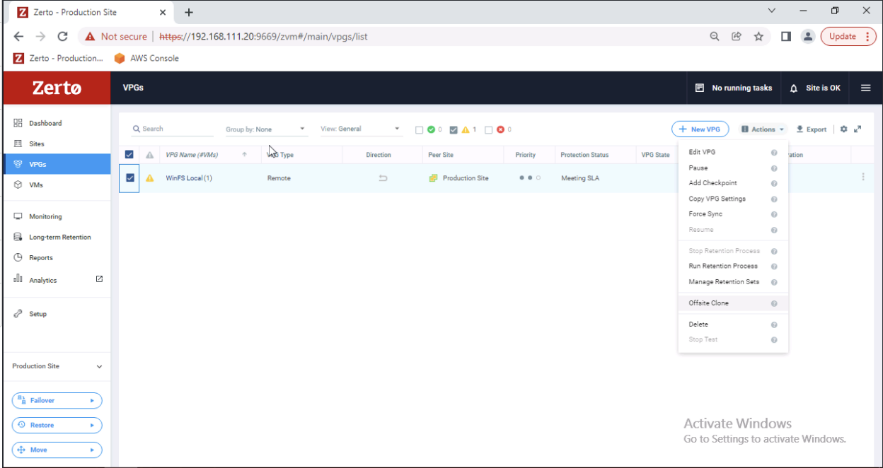 Zerto - Production Site
Not secure https://192.168.111.20:9669/zvm#/main/vpgs/list
Update
Zerto - Production...
AWS Console
Zerto
VPGs
No running tasks
Site is OK
Dashboard
Sites
VPGs
VMs
Monitoring
Long-term Retention
Reports
Analytics
Setup
Production Site
Failover
Restore
Move
Search
Group by: None
View: General
0
1
0
New VPG
Actions
Export
VPG Name (#VMs)
VPG Type
Direction
Peer Site
Priority
Protection Status
VPG State
WinFS Local (1)
Remote
Production Site
Meeting SLA
Edit VPG
Pause
Add Checkpoint
Copy VPG Settings
Force Sync
Resume
Stop Retention Process
Run Retention Process
Manage Retention Sets
Offsite Clone
Delete
Stop Test
Activate Windows
Go to Settings to activate Windows.